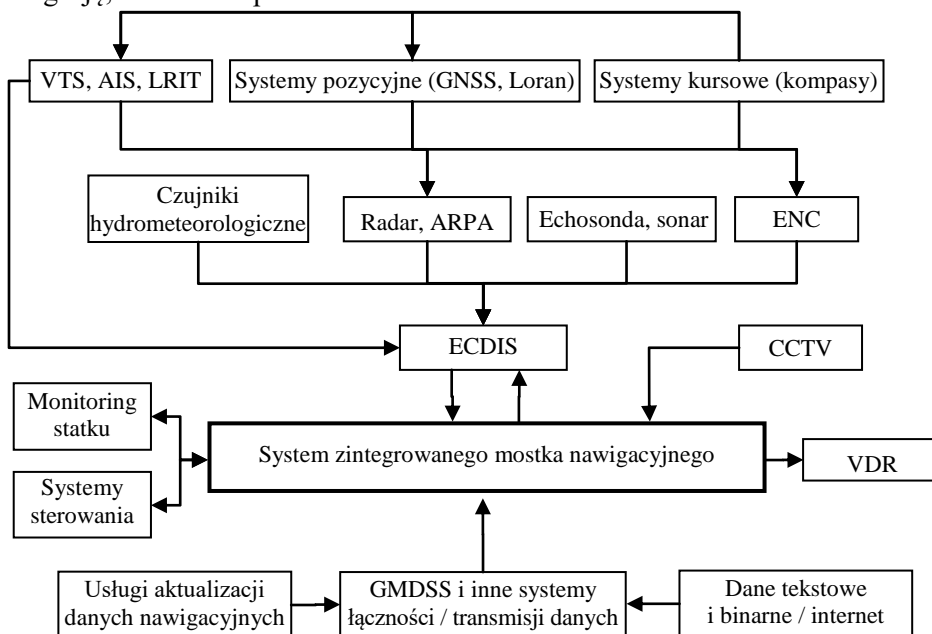 VTS, AIS, LRIT
Systemy pozycyjne (GNSS, Loran)
Systemy kursowe (kompasy)
Czujniki
hydrometeorologiczne
Radar, ARPA
Echosonda, sonar
ENC
ECDIS
CCTV
Monitoring
statku
System zintegrowanego mostka nawigacyjnego
VDR
Systemy
sterowania
Usługi aktualizacji
danych nawigacyjnych
GMDSS i inne systemy
łączności / transmisji danych
Dane tekstowe
i binarne / internet